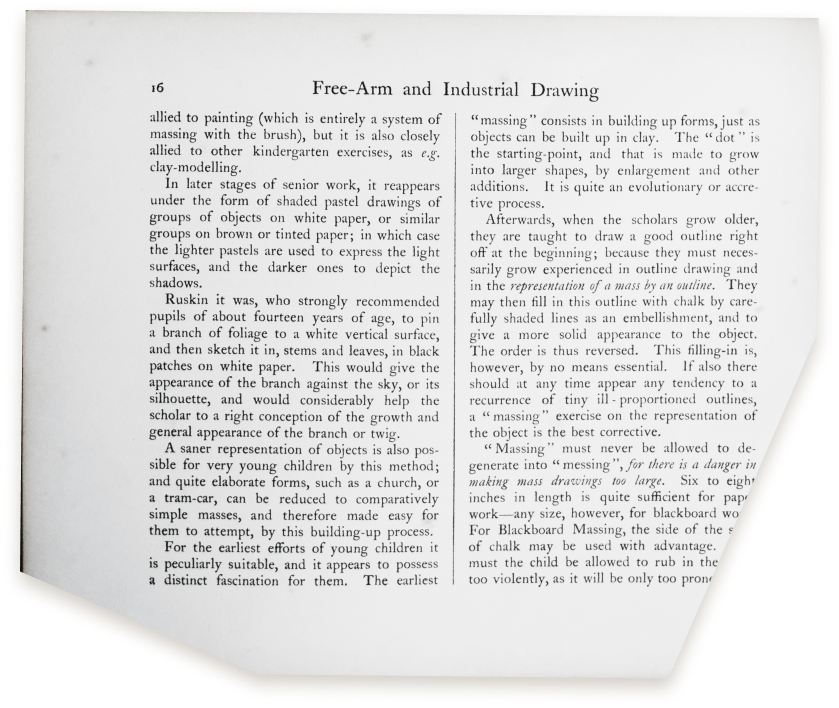 16
Free-Arm and Industrial Drawing
allied to painting (which is entirely a system of
massing with the brush), but it is also closely
allied to other kindergarten exercises, as e.g.
clay-modelling.
In later stages of senior work, it reappears
under the form of shaded pastel drawings of
groups of objects on white paper, or similar
groups on brown or tinted paper; in which case
the lighter pastels are used to express the light
surfaces, and the darker ones to depict the
shadows.
Ruskin it was, who strongly recommended
pupils of about fourteen years of age, to pin
a branch of foliage to a white vertical surface,
and then sketch it in, stems and leaves, in black
patches on white paper. This would give the
appearance of the branch against the sky, or its
silhouette, and would considerably help the
scholar to a right conception of the growth and
general appearance of the branch or twig.
A saner representation of objects is also pos-
sible for very young children by this method;
and quite elaborate forms, such as a church, or
a tram-car, can be reduced to comparatively
simple masses, and therefore made easy for
them to attempt, by this building-up process.
For the earliest efforts of young children it
is peculiarly suitable, and it appears to possess
a distinct fascination for them. The earliest
“massing” consists in building up forms, just as
objects can be built up in clay. The “dot” is
the starting-point, and that is made to grow
into larger shapes, by enlargement and other
additions. It is quite an evolutionary or accre-
tive process.
Afterwards, when the scholars grow older,
they are taught to draw a good outline right
off at the beginning; because they must neces-
sarily grow experienced in outline drawing and
in the representation of a mass by an outline. They
may then fill in this outline with chalk by care-
fully shaded lines as an embellishment, and to
give a more solid appearance to the object.
The order is thus reversed. This filling-in is,
however, by no means essential. If also there
should at any time appear any tendency to a
recurrence of tiny ill-proportioned outlines,
a “massing” exercise on the representation of
the object is the best corrective.
“Massing” must never be allowed to de-
generate into “messing”, for there is a danger in
making mass drawings too large. Six to eight
inches in length is quite sufficient for
work—any size, however, for blackboard
For Blackboard Massing, the side of the
of chalk may be used with advantage.
must the child be allowed to rub in the
too violently, as it will be only too